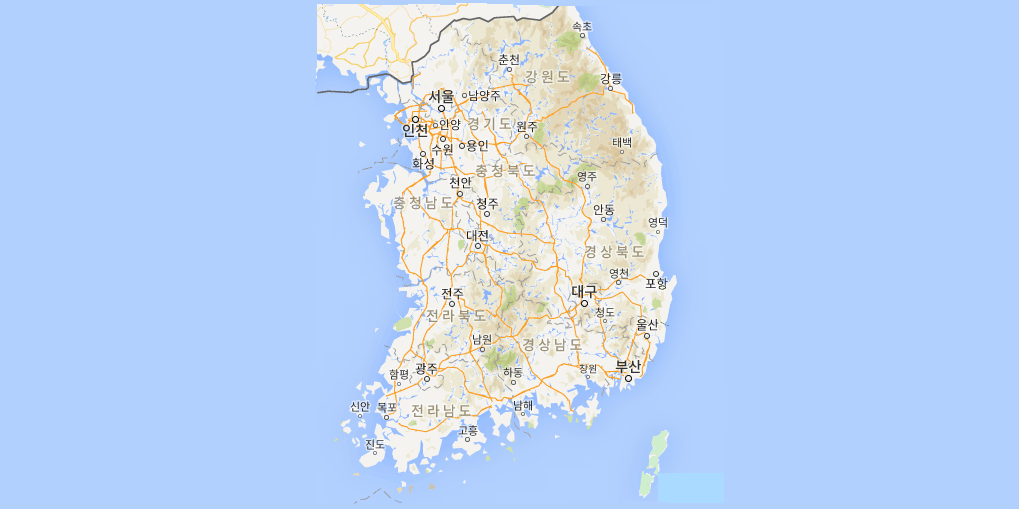 속초
춘천
강원도
강릉
서울
남양주
인천
안양
경기도
원주
수원
용인
태백
화성
충청북도
천안
영주
충청남도
청주
안동
영덕
대전
경상북도
영천
포항
전주
대구
전라북도
청도
울산
남원
경상남도
함평
광주
하동
창원
부산
신안
목포
전라남도
남해
고흥
진도